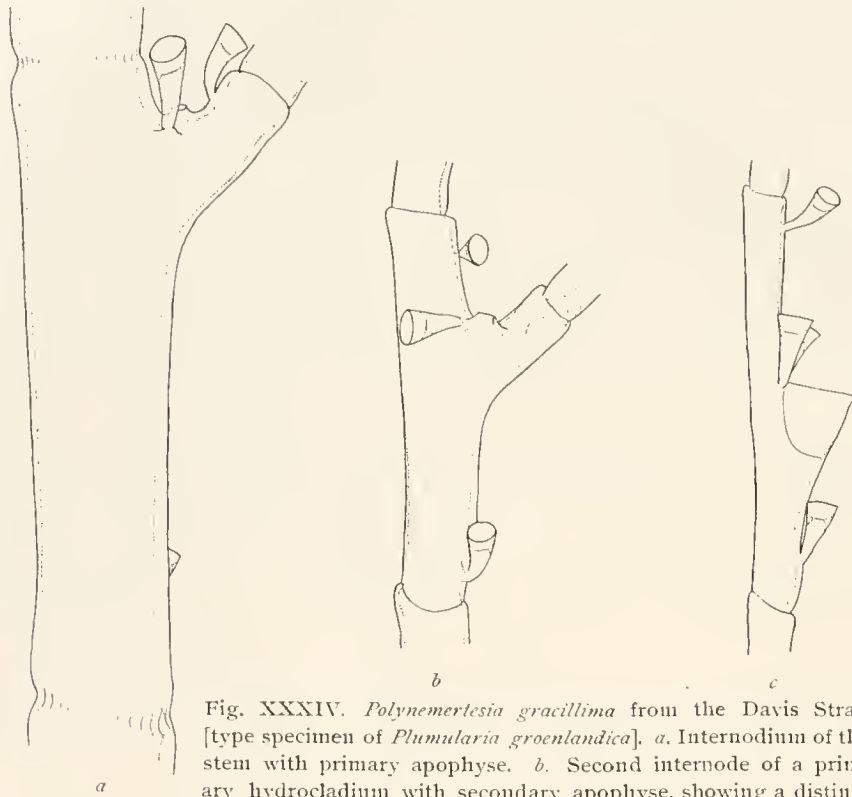 b
c
a
Fig. XXXIV. Polynemertesia gracillima from the Davis Stra
[type specimen of Plumularia groenlandica]. a. Internodium of th
stem with primary apophyse. b. Second internode of a prim
ary hydrocladium with secondary apophyse, showing a distin